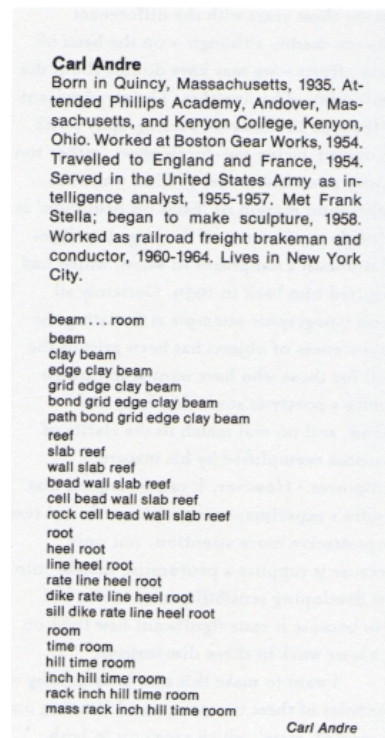 Carl Andre
Born in Quincy, Massachusetts, 1935. At-
tended Phillips Academy, Andover, Mas-
sachusetts, and Kenyon College, Kenyon,
Ohio. Worked at Boston Gear Works, 1954.
Travelled to England and France, 1954.
Served in the United States Army as in-
telligence analyst, 1955-1957. Met Frank
Stella; began to make sculpture, 1958.
Worked as railroad freight brakeman and
conductor, 1960-1964. Lives in New York
City.
beam . . . room
beam
clay beam
edge clay beam
grid edge clay beam
bond grid edge clay beam
path bond grid edge clay beam
reef
slab reef
wall slab reef
bead wall slab reef
cell bead wall slab reef
rock cell bead wall slab reef
root
heel root
line heel root
rate line heel root
dike rate line heel root
sill dike rate line heel root
room
time room
hill time room
inch hill time room
rack inch hill time room
mass rack inch hill time room
Carl Andre